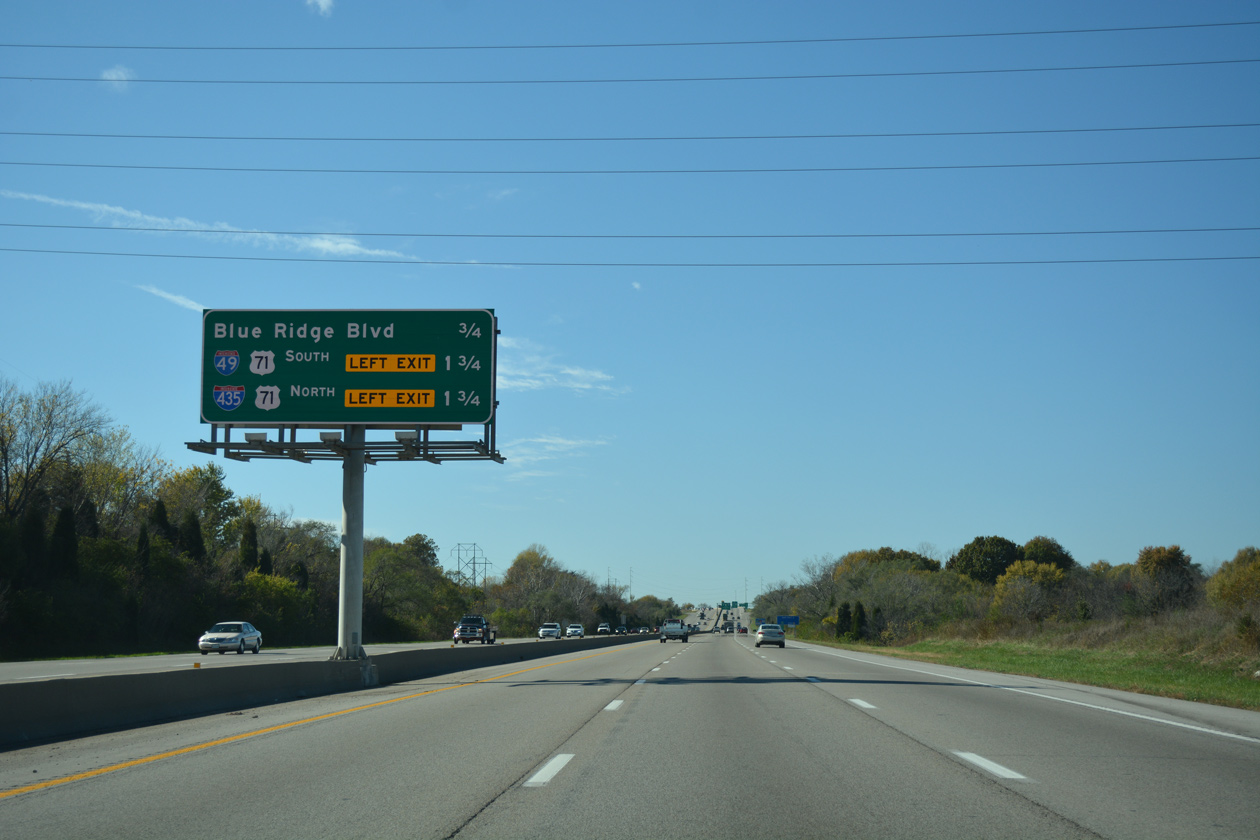 Blue Ridge Blvd 3/4
49 71 South LEFT EXIT 1 3/4
435 71 North LEFT EXIT 1 3/4